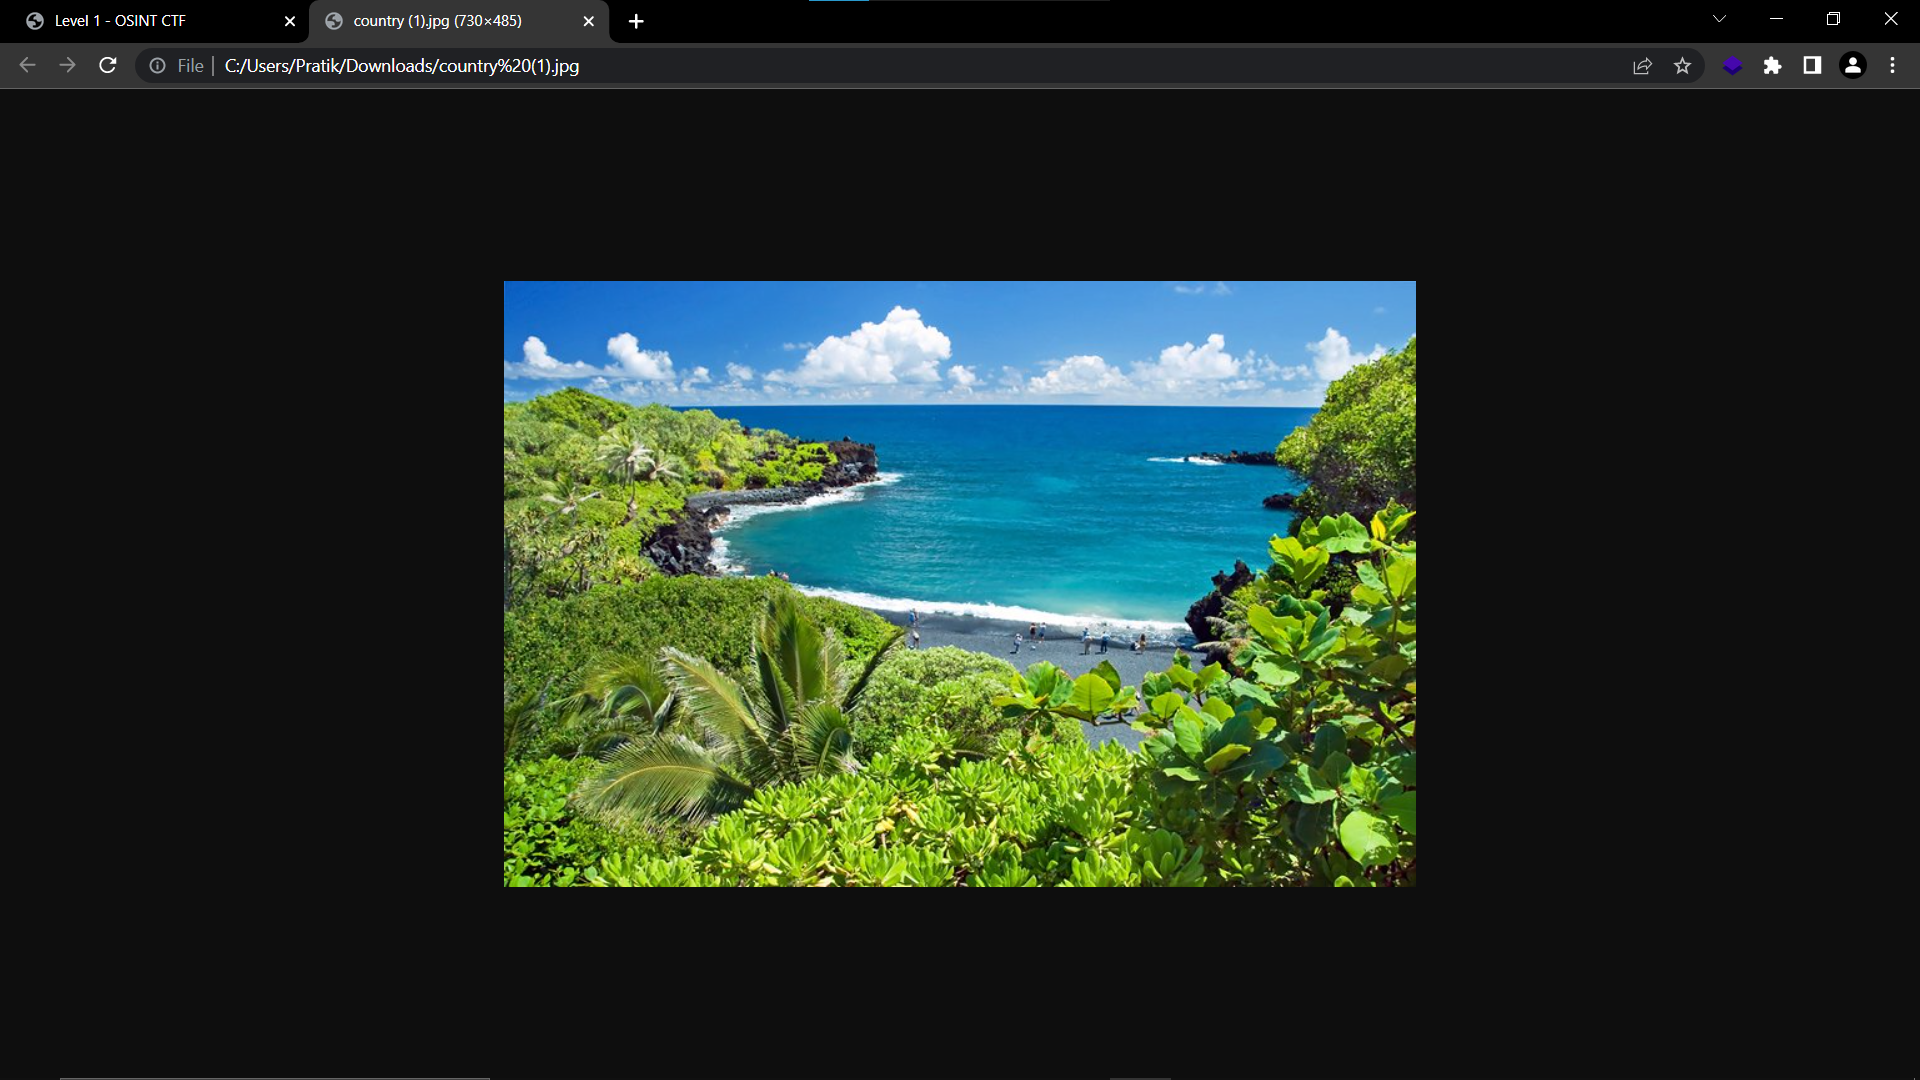 Level 1 - OSINT CTF
country (1).jpg (730×485)
File
C:/Users/Pratik/Downloads/country%20(1).jpg